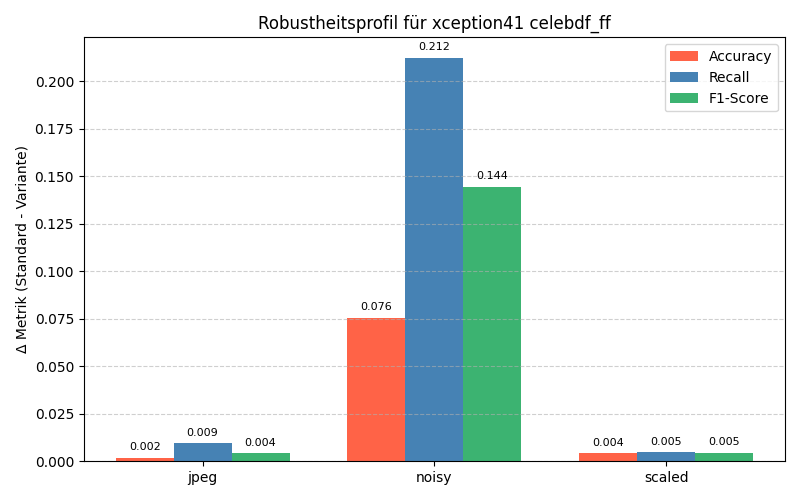 Robustheitsprofil für xception41 celebdf_ff
Δ Metrik (Standard - Variante)
0.200
0.175
0.150
0.125
0.100
0.075
0.050
0.025
0.000
Accuracy
Recall
F1-Score
0.002
0.009
0.004
0.076
0.212
0.144
0.004
0.005
0.005
jpeg
noisy
scaled